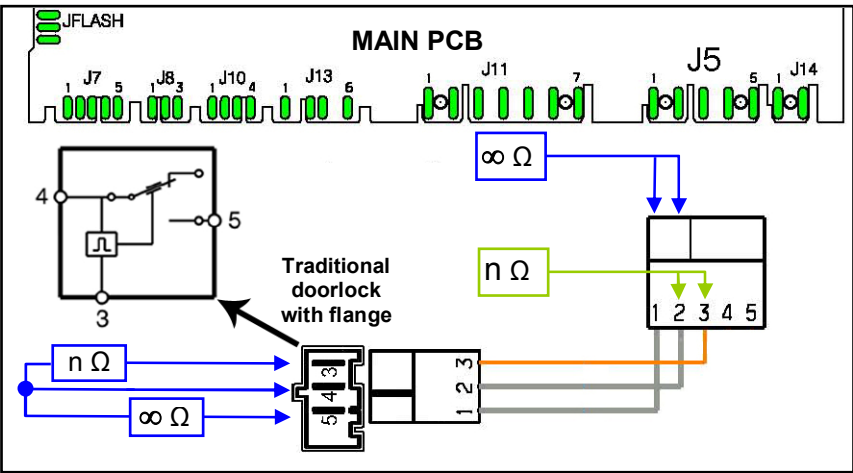 JFLASH
MAIN PCB
J7 J8 J10 J13 J11 J5 J14
1 5 1 3 1 4 1 6 1 7 1 5
∞ Ω
4
5
3
n Ω
Traditional
doorlock
with flange
1 2 3 4 5
n Ω
∞ Ω
3
4
5
3
2
1